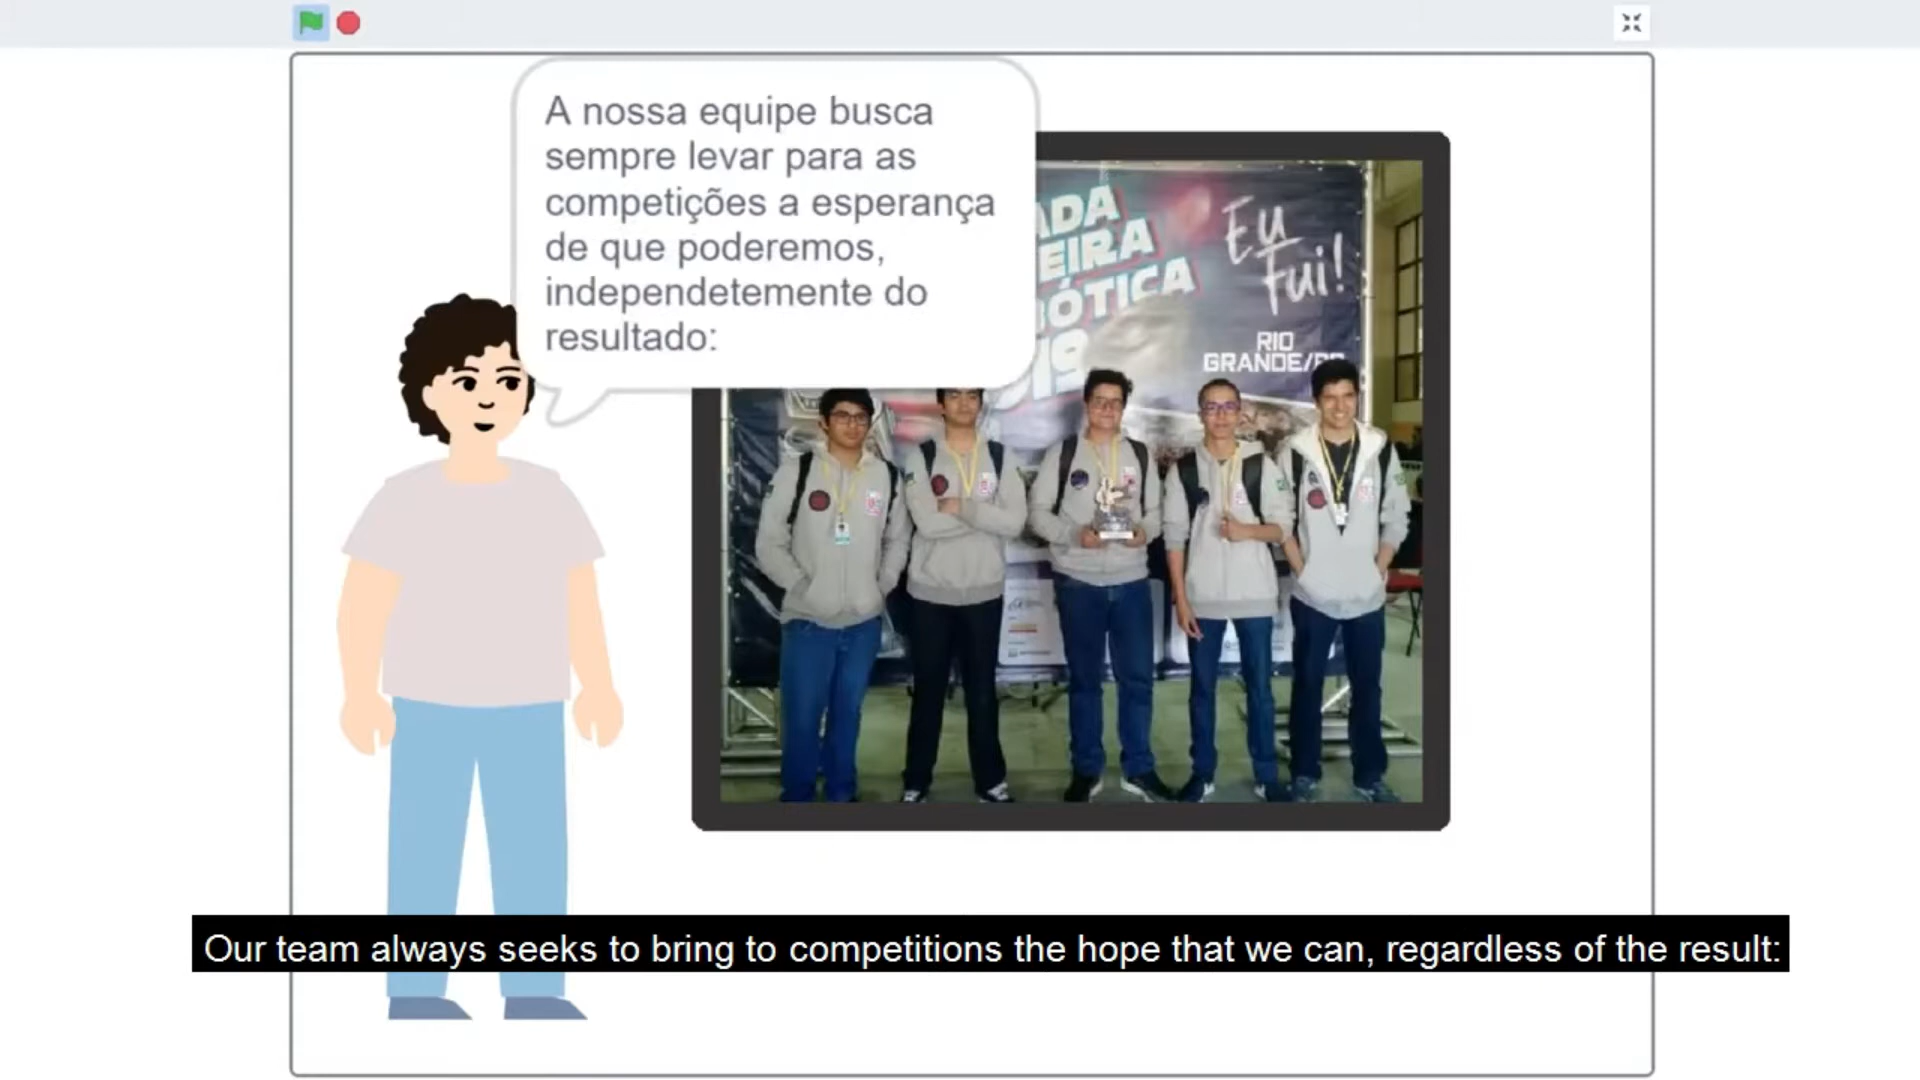 A nossa equipe busca
sempre levar para as
competições a esperança
de que poderemos,
independetemente do
resultado:
ADA
EIRA
ÓTICA
19
Eu
fui!
RIO
GRANDE/RS
Our team always seeks to bring to competitions the hope that we can, regardless of the result: